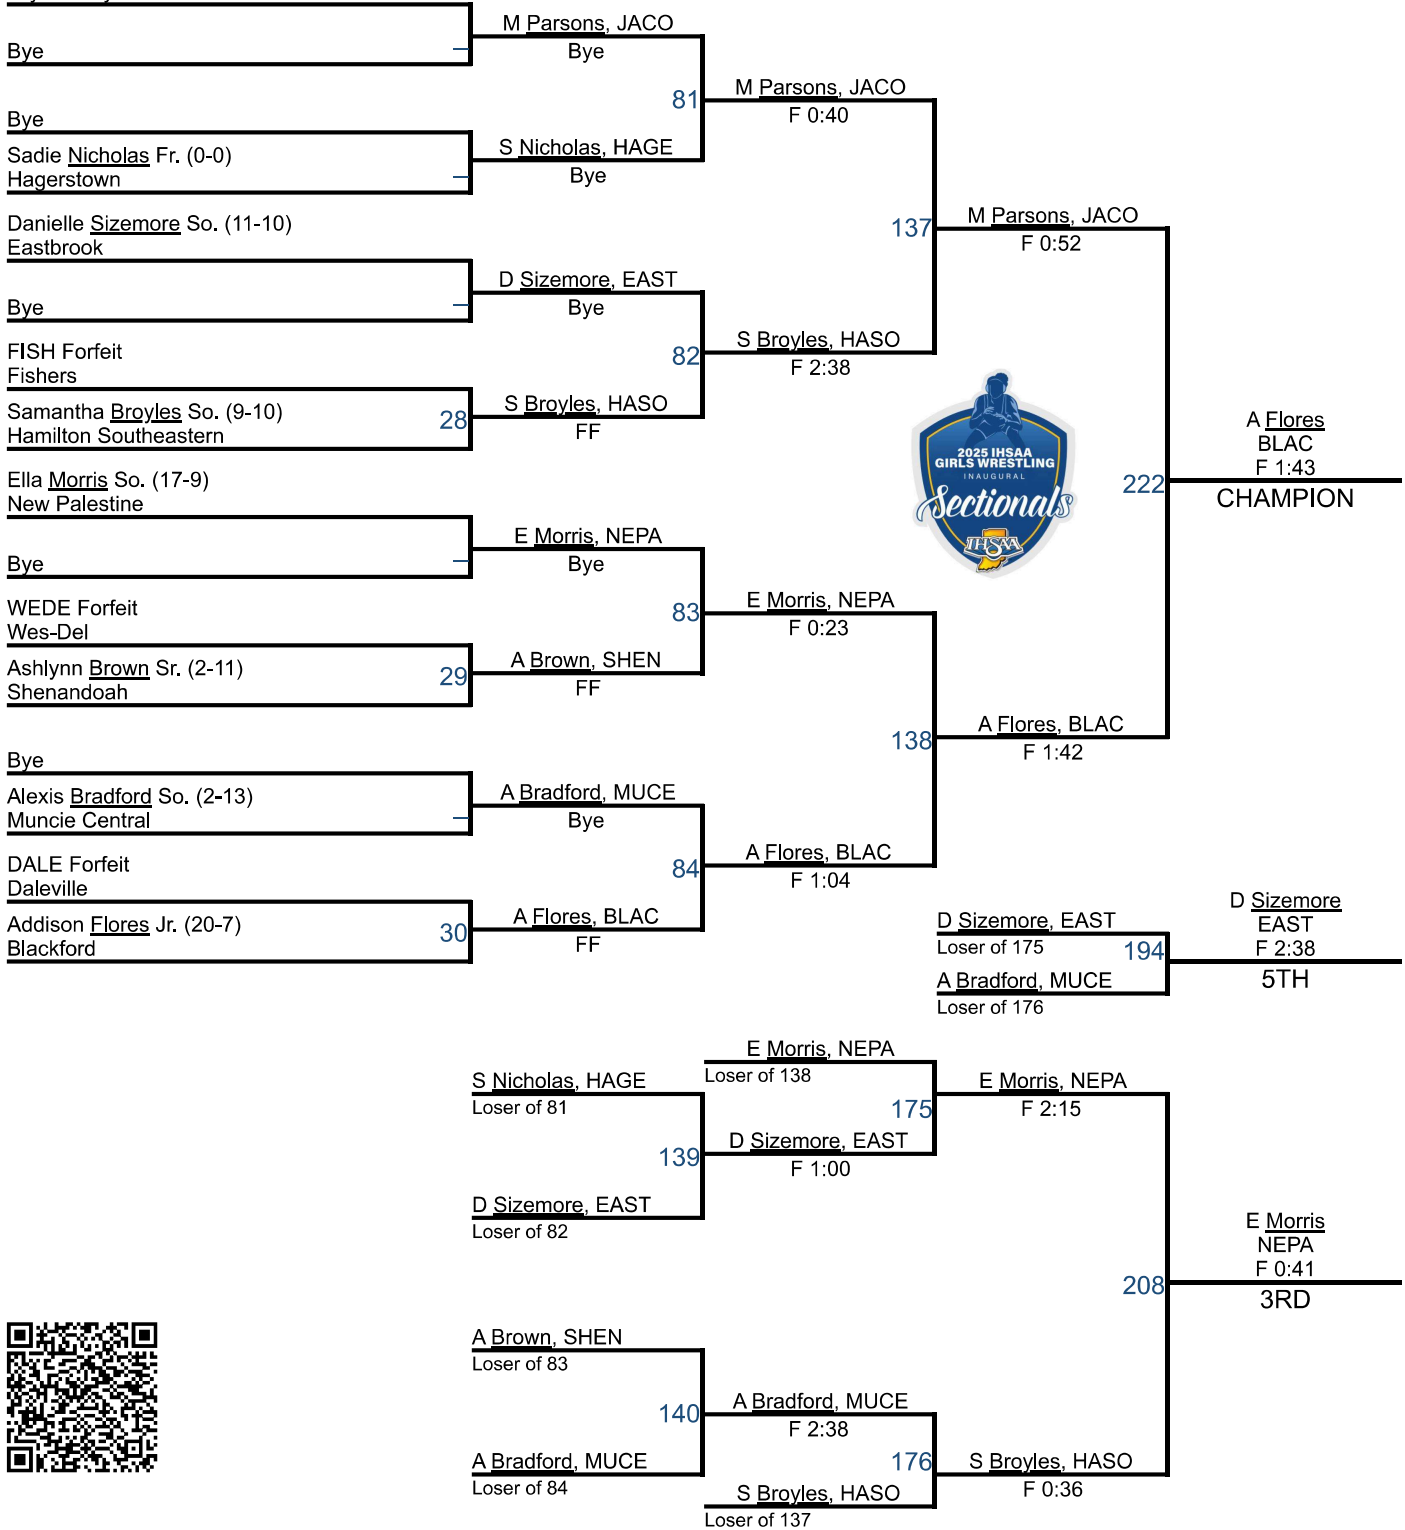 Bye
Bye
Sadie Nicholas Fr. (0-0)
Hagerstown
Danielle Sizemore So. (11-10)
Eastbrook
Bye
FISH Forfeit
Fishers
Samantha Broyles So. (9-10)
Hamilton Southeastern
28
Ella Morris So. (17-9)
New Palestine
Bye
WEDE Forfeit
Wes-Del
Ashlynn Brown Sr. (2-11)
Shenandoah
29
Bye
Alexis Bradford So. (2-13)
Muncie Central
DALE Forfeit
Daleville
Addison Flores Jr. (20-7)
Blackford
30
M Parsons, JACO
Bye
81
S Nicholas, HAGE
Bye
D Sizemore, EAST
Bye
82
S Broyles, HASO
FF
E Morris, NEPA
Bye
83
A Brown, SHEN
FF
A Bradford, MUCE
Bye
84
A Flores, BLAC
FF
M Parsons, JACO
F 0:40
137
S Broyles, HASO
F 2:38
E Morris, NEPA
F 0:23
138
A Flores, BLAC
F 1:04
M Parsons, JACO
F 0:52
2025 IHSAA
GIRLS WRESTLING
INAUGURAL
Sectionals
IHSAA
222
A Flores, BLAC
F 1:42
A Flores
BLAC
F 1:43
CHAMPION
D Sizemore, EAST
Loser of 175
194
A Bradford, MUCE
Loser of 176
D Sizemore
EAST
F 2:38
5TH
S Nicholas, HAGE
Loser of 81
139
D Sizemore, EAST
Loser of 82
A Brown, SHEN
Loser of 83
140
A Bradford, MUCE
Loser of 84
E Morris, NEPA
Loser of 138
175
D Sizemore, EAST
F 1:00
A Bradford, MUCE
F 2:38
176
S Broyles, HASO
Loser of 137
E Morris, NEPA
F 2:15
208
S Broyles, HASO
F 0:36
E Morris
NEPA
F 0:41
3RD